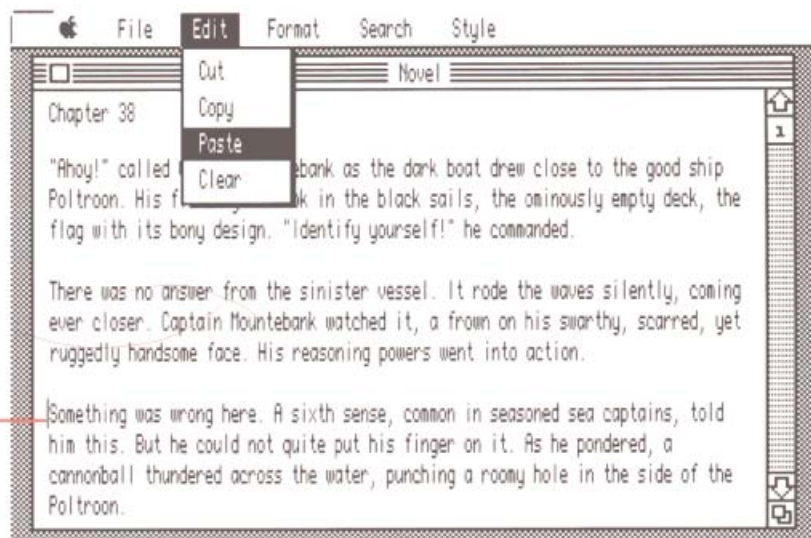 File Edit Format Search Style
Novel
Cut
Copy
Paste
Clear
Chapter 38
1
"Ahoy!" called ebank as the dark boat drew close to the good ship
Poltroon. His f k in the black sails, the ominously empty deck, the
flag with its bony design. "Identify yourself!" he commanded.
There was no answer from the sinister vessel. It rode the waves silently, coming
ever closer. Captain Mountebank watched it, a frown on his swarthy, scarred, yet
ruggedly handsome face. His reasoning powers went into action.
Something was wrong here. A sixth sense, common in seasoned sea captains, told
him this. But he could not quite put his finger on it. As he pondered, a
cannonball thundered across the water, punching a roomy hole in the side of the
Poltroon.